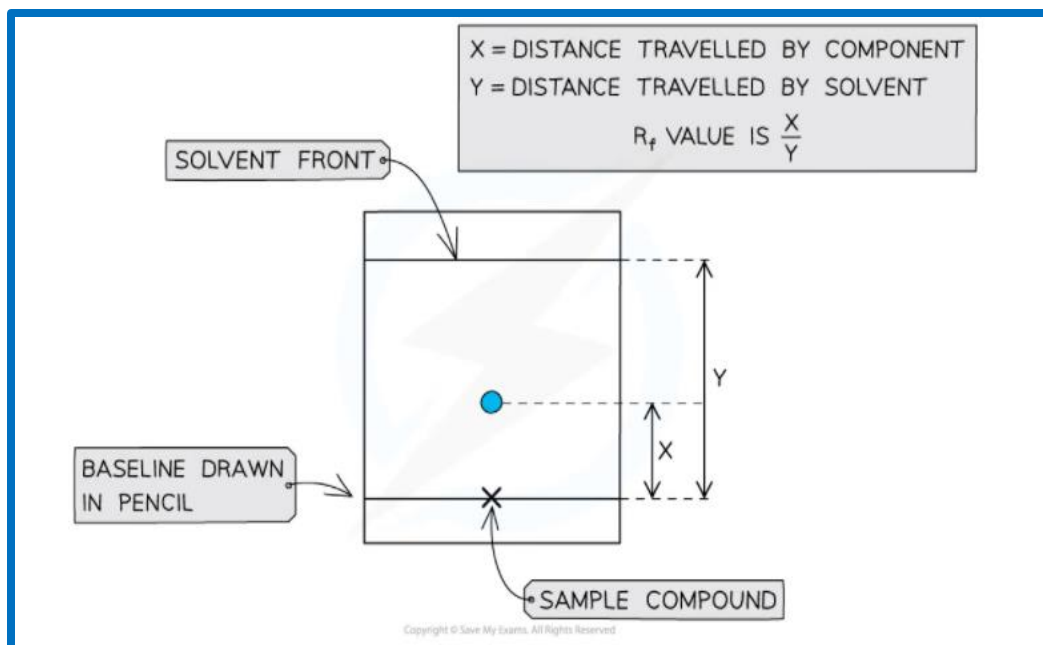 X = DISTANCE TRAVELLED BY COMPONENT
Y = DISTANCE TRAVELLED BY SOLVENT
Rf VALUE IS X/Y
SOLVENT FRONT
Y
X
BASELINE DRAWN
IN PENCIL
SAMPLE COMPOUND
Copyright © Save My Exams. All Rights Reserved